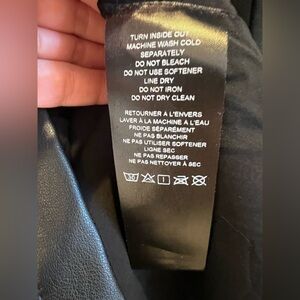 TURN INSIDE OUT
MACHINE WASH COLD
SEPARATELY
DO NOT BLEACH
DO NOT USE SOFTENER
LINE DRY
DO NOT IRON
DO NOT DRY CLEAN
RETOURNER À L'ENVERS
LAVER À LA MACHINE A L'EAU
FROIDE SÉPARÉMENT
NE PAS BLANCHIR
NE PAS UTILISER SOFTENER
LIGNE SEC
NE PAS REPASSER
NE PAS NETTOYER À SEC